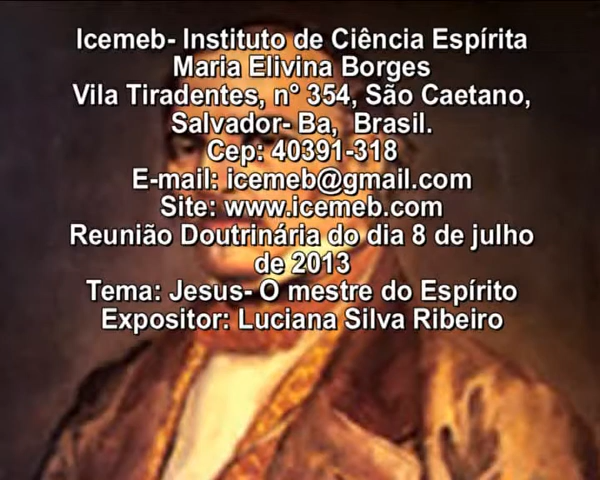 Icemeb- Instituto de Ciência Espírita
Maria Elivina Borges
Vila Tiradentes, n° 354, São Caetano,
Salvador- Ba, Brasil.
Cep: 40391-318
E-mail: icemeb@gmail.com
Site: www.icemeb.com
Reunião Doutrinária do dia 8 de julho
de 2013
Tema: Jesus- O mestre do Espírito
Expositor: Luciana Silva Ribeiro